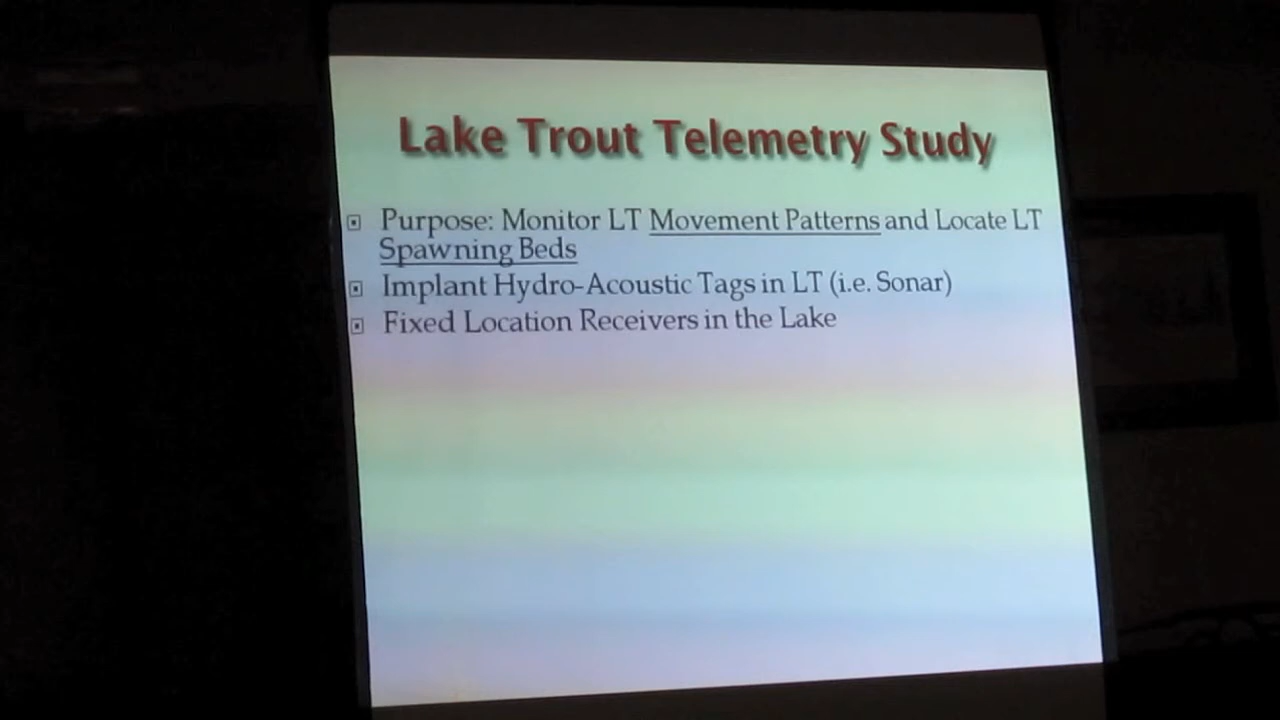 Lake Trout Telemetry Study
Purpose: Monitor LT Movement Patterns and Locate LT
Spawning Beds
Implant Hydro-Acoustic Tags in LT (i.e. Sonar)
Fixed Location Receivers in the Lake